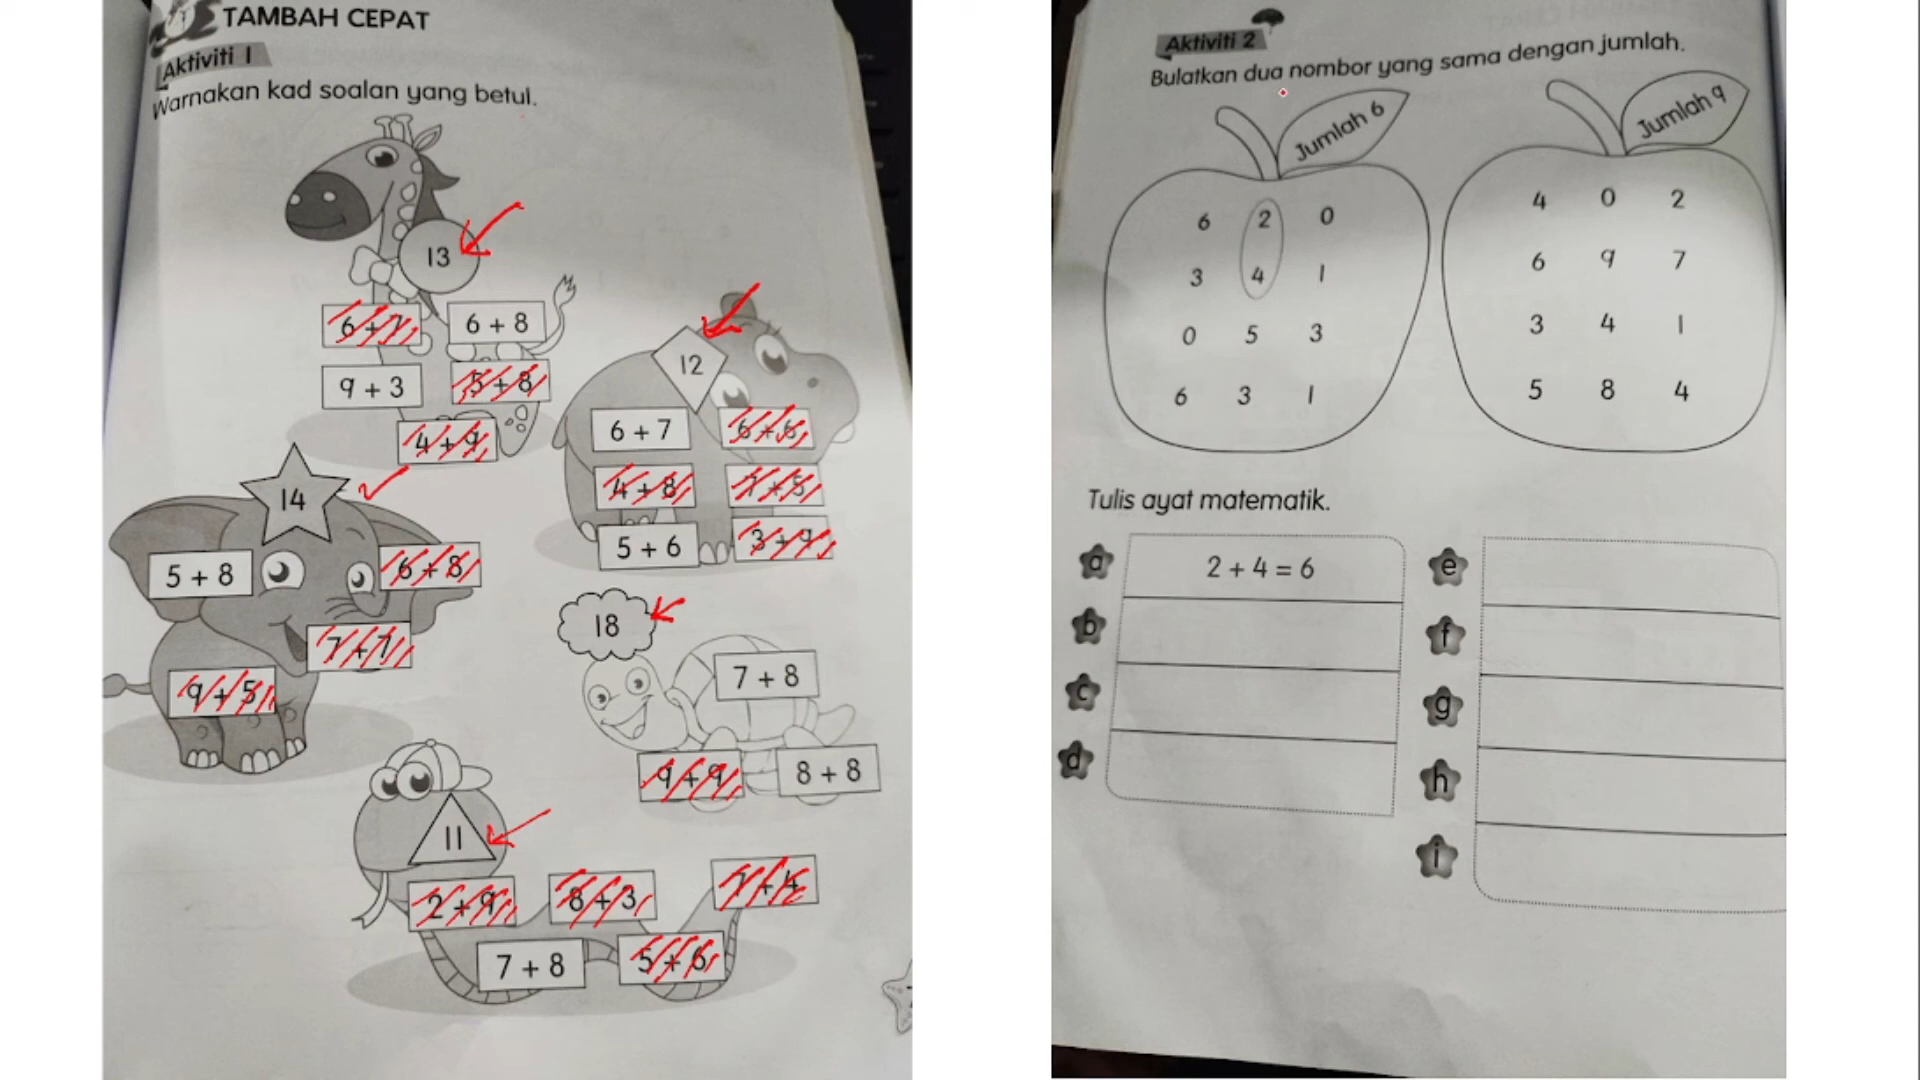 TAMBAH CEPAT
Aktiviti 1
Warnakan kad soalan yang betul.
13
6 + 7
6 + 8
9 + 3
5 + 8
4 + 9
12
6 + 7
6 + 6
4 + 8
7 + 5
5 + 6
3 + 9
14
5 + 8
6 + 8
7 + 7
9 + 5
18
7 + 8
9 + 9
8 + 8
11
2 + 9
8 + 3
7 + 4
7 + 8
5 + 6
Aktiviti 2
Bulatkan dua nombor yang sama dengan jumlah.
Jumlah 6
6 2 0
3 4 1
0 5 3
6 3 1
Jumlah 9
4 0 2
6 9 7
3 4 1
5 8 4
Tulis ayat matematik.
a 2 + 4 = 6
b
c
d
e
f
g
h
i